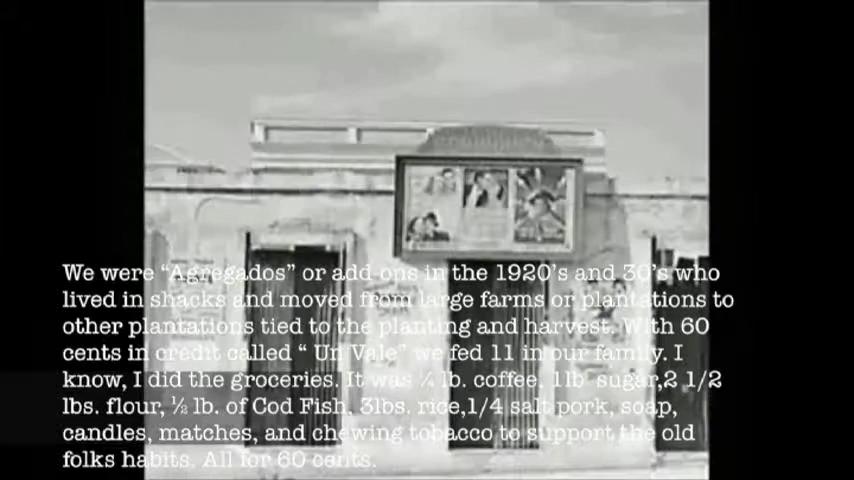 We were “Agregados” or add-ons in the 1920’s and 30’s who
lived in shacks and moved from large farms or plantations to
other plantations tied to the planting and harvest. With 60
cents in credit called “ Un Vale” we fed 11 in our family. I
know, I did the groceries. It was ¼ lb. coffee, 1lb sugar,2 1/2
lbs. flour, ½ lb. of Cod Fish, 3lbs. rice,1/4 salt pork, soap,
candles, matches, and chewing tobacco to support the old
folks habits. All for 60 cents.